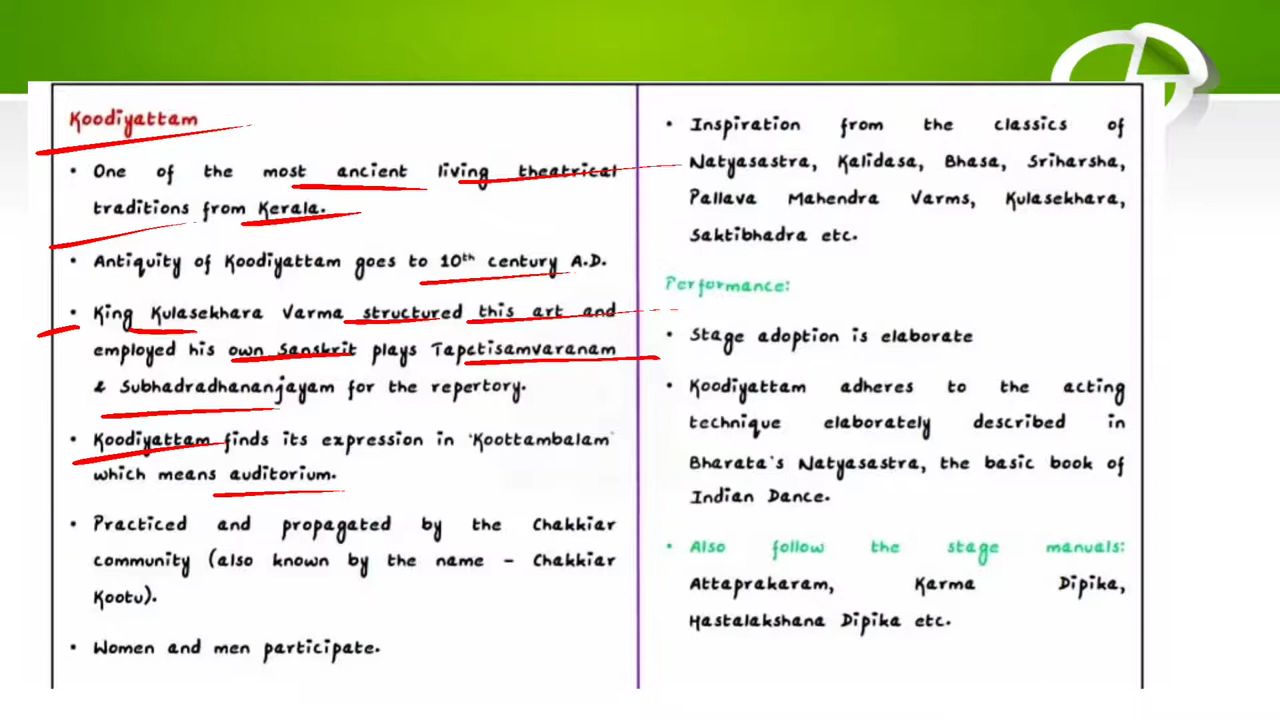 Koodiyattam
• One of the most ancient living theatrical
traditions from Kerala.
• Antiquity of Koodiyattam goes to 10th century A.D.
• King Kulasekhara Varma structured this art and
employed his own Sanskrit plays Tapetisamvaranam
& Subhadradhananjayam for the repertory.
• Koodiyattam finds its expression in 'Koottambalam'
which means auditorium.
• Practiced and propagated by the Chakkiar
community (also known by the name - Chakkiar
Kootu).
• Women and men participate.
• Inspiration from the classics of
Natyasastra, Kalidasa, Bhasa, Sriharsha,
Pallava Mahendra Varms, Kulasekhara,
Saktibhadra etc.
Performance:
• Stage adoption is elaborate
• Koodiyattam adheres to the acting
technique elaborately described in
Bharata's Natyasastra, the basic book of
Indian Dance.
• Also follow the stage manuals:
Attaprakaram, Karma Dipika,
Hastalakshana Dipika etc.